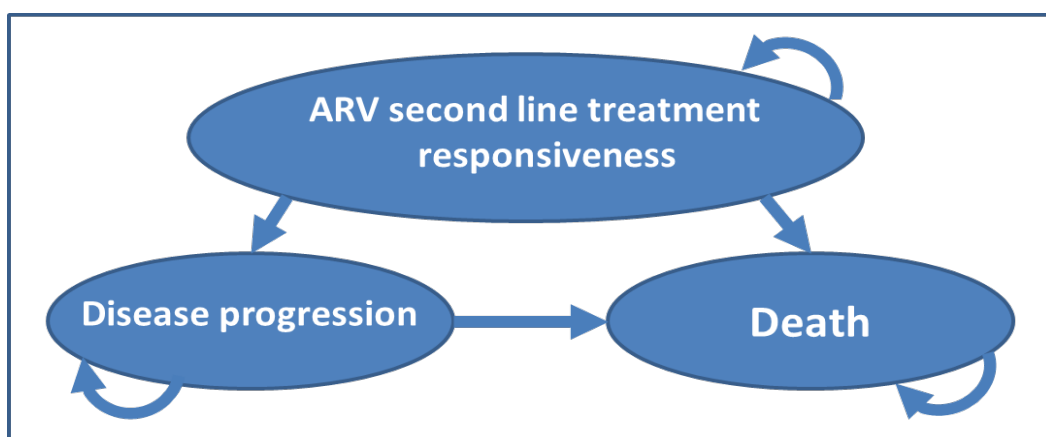 ARV second line treatment
responsiveness
Disease progression
Death